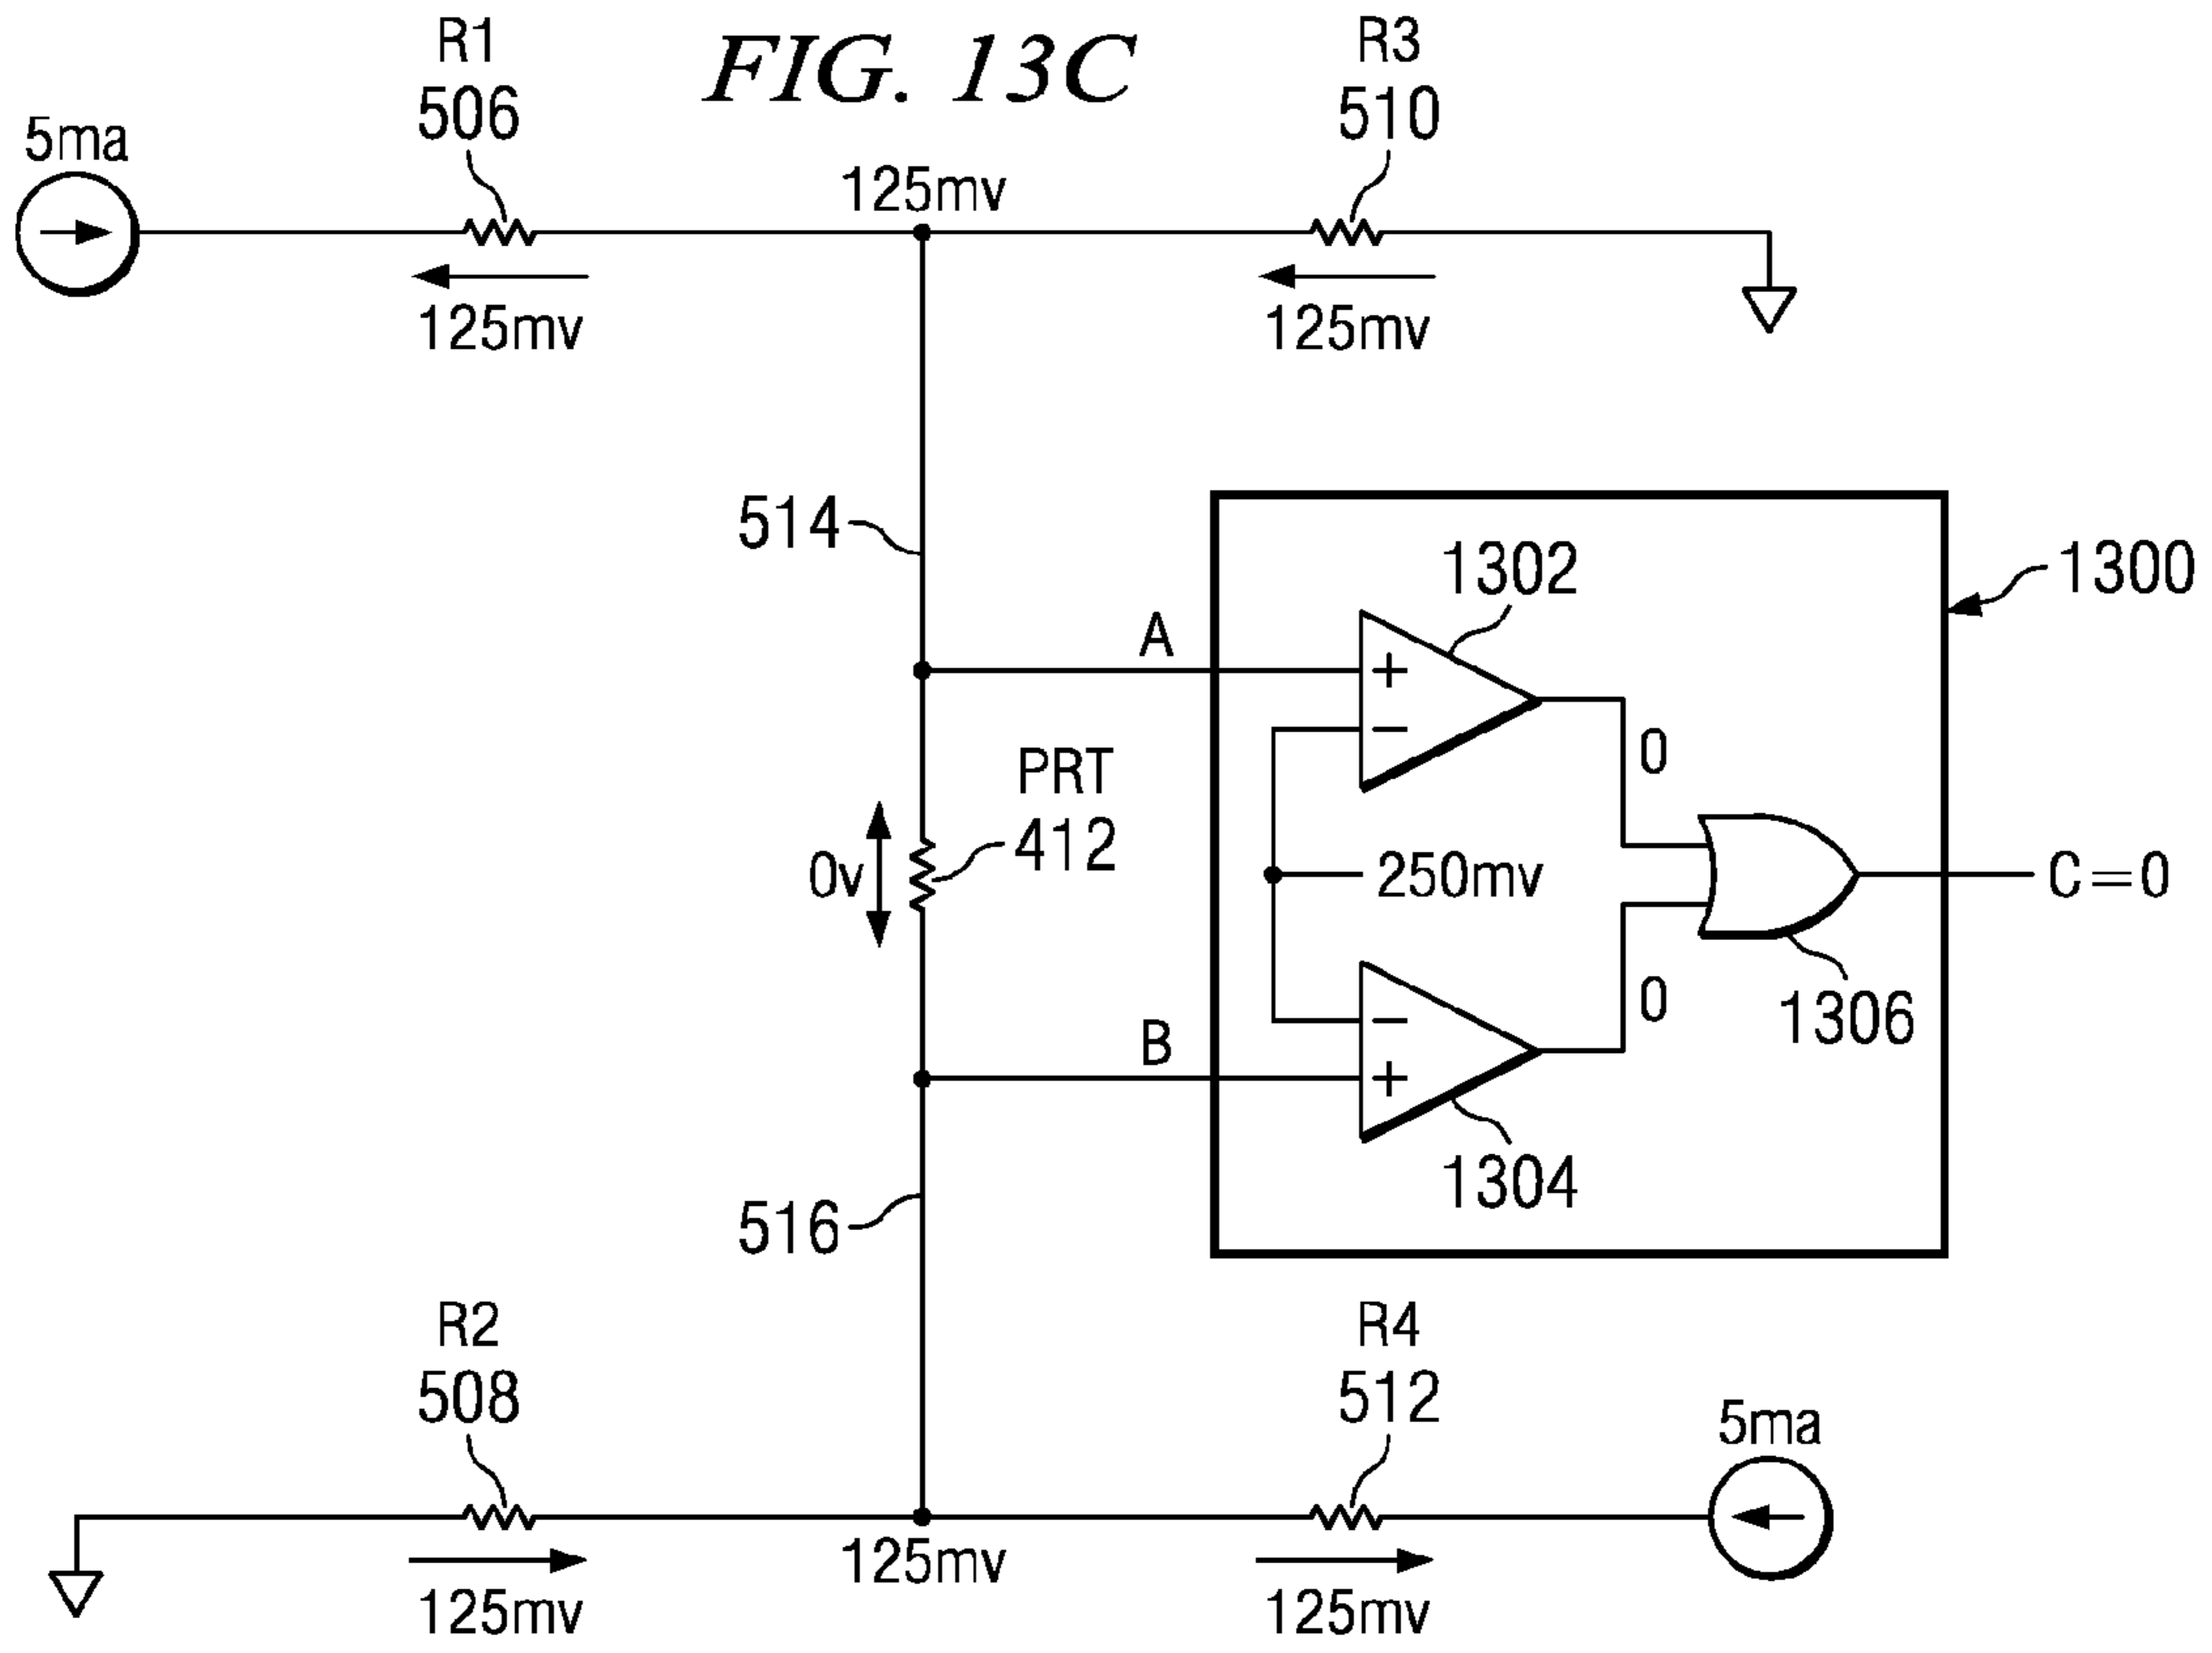 FIG. 13C
R1
506
R3
510
5ma
125mv
125mv
125mv
514
1302
1300
A
+
−
0
PRT
412
0v
250mv
C=0
−
+
0
1306
B
1304
516
R2
508
R4
512
5ma
125mv
125mv
125mv